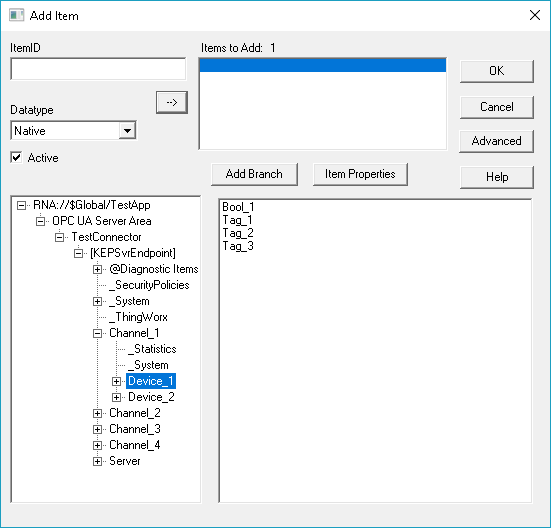 Add Item
ItemID
Items to Add: 1
OK
-->
Cancel
Datatype
Native
Advanced
Active
Add Branch
Item Properties
Help
RNA://$Global/TestApp
OPC UA Server Area
TestConnector
[KEPSvrEndpoint]
@Diagnostic Items
_SecurityPolicies
_System
_ThingWorx
Channel_1
_Statistics
_System
Device_1
Device_2
Channel_2
Channel_3
Channel_4
Server
Bool_1
Tag_1
Tag_2
Tag_3